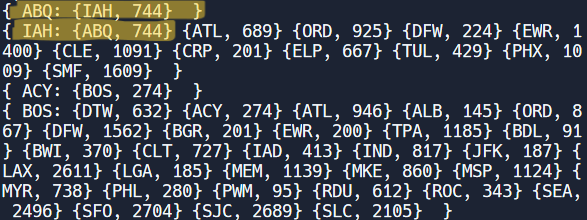 { ABQ: {IAH, 744}  }
{ IAH: {ABQ, 744} {ATL, 689} {ORD, 925} {DFW, 224} {EWR, 1
400} {CLE, 1091} {CRP, 201} {ELP, 667} {TUL, 429} {PHX, 10
09} {SMF, 1609}  }
{ ACY: {BOS, 274}  }
{ BOS: {DTW, 632} {ACY, 274} {ATL, 946} {ALB, 145} {ORD, 8
67} {DFW, 1562} {BGR, 201} {EWR, 200} {TPA, 1185} {BDL, 91
} {BWI, 370} {CLT, 727} {IAD, 413} {IND, 817} {JFK, 187} {
LAX, 2611} {LGA, 185} {MEM, 1139} {MKE, 860} {MSP, 1124} {
MYR, 738} {PHL, 280} {PWM, 95} {RDU, 612} {ROC, 343} {SEA,
 2496} {SFO, 2704} {SJC, 2689} {SLC, 2105}  }